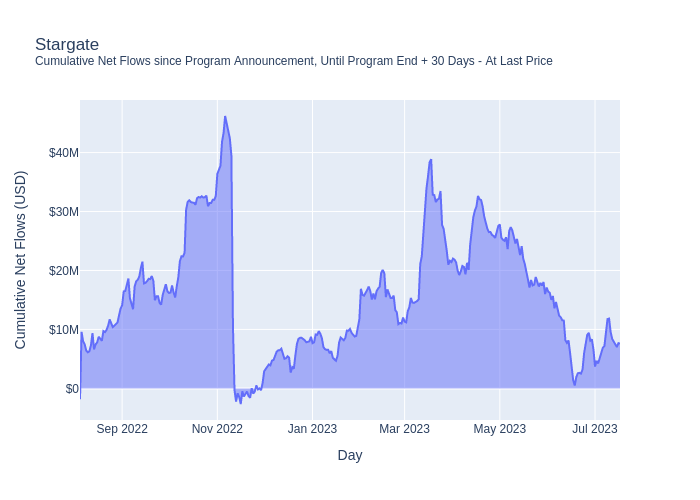 Stargate
Cumulative Net Flows since Program Announcement, Until Program End + 30 Days - At Last Price
Cumulative Net Flows (USD)
$40M
$30M
$20M
$10M
$0
Sep 2022 Nov 2022 Jan 2023 Mar 2023 May 2023 Jul 2023
Day